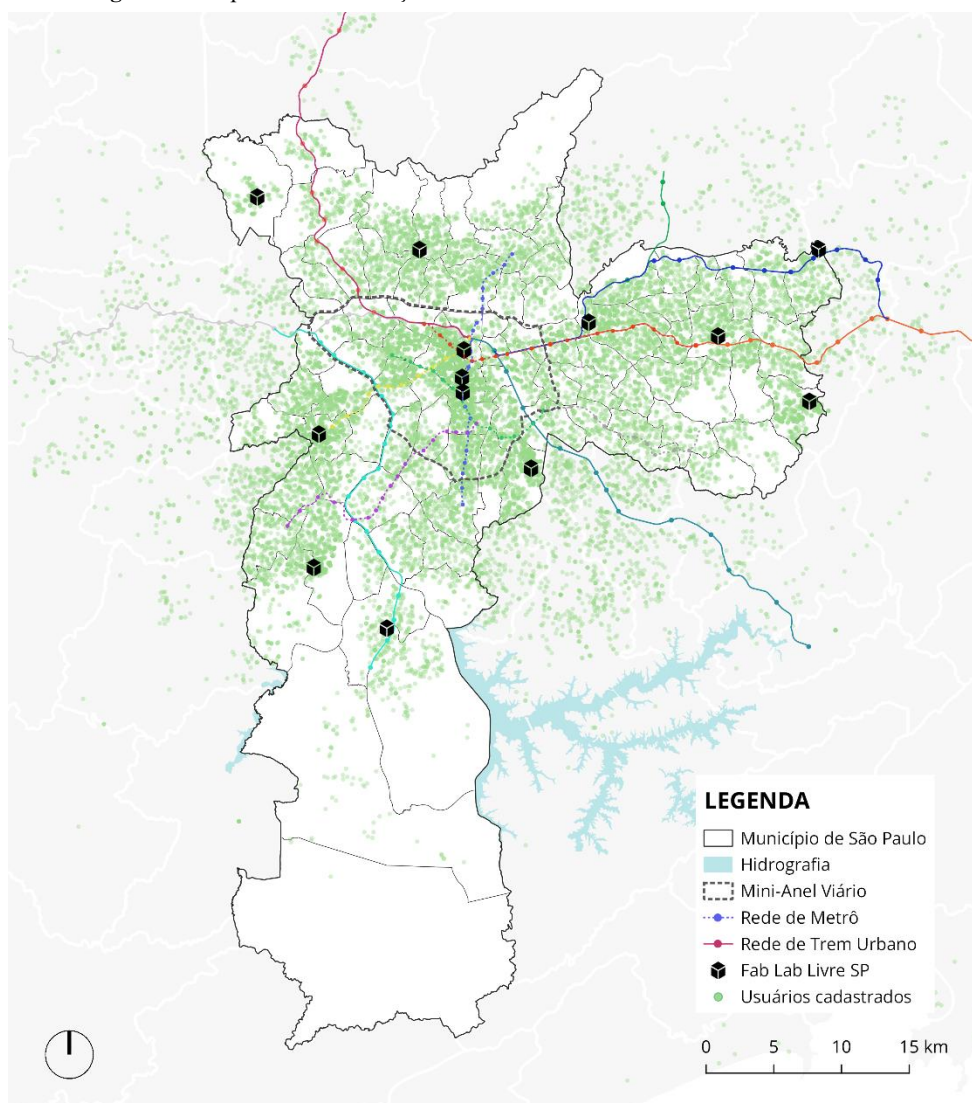 LEGENDA
Município de São Paulo
Hidrografia
Mini-Anel Viário
Rede de Metrô
Rede de Trem Urbano
Fab Lab Livre SP
Usuários cadastrados
0 5 10 15 km